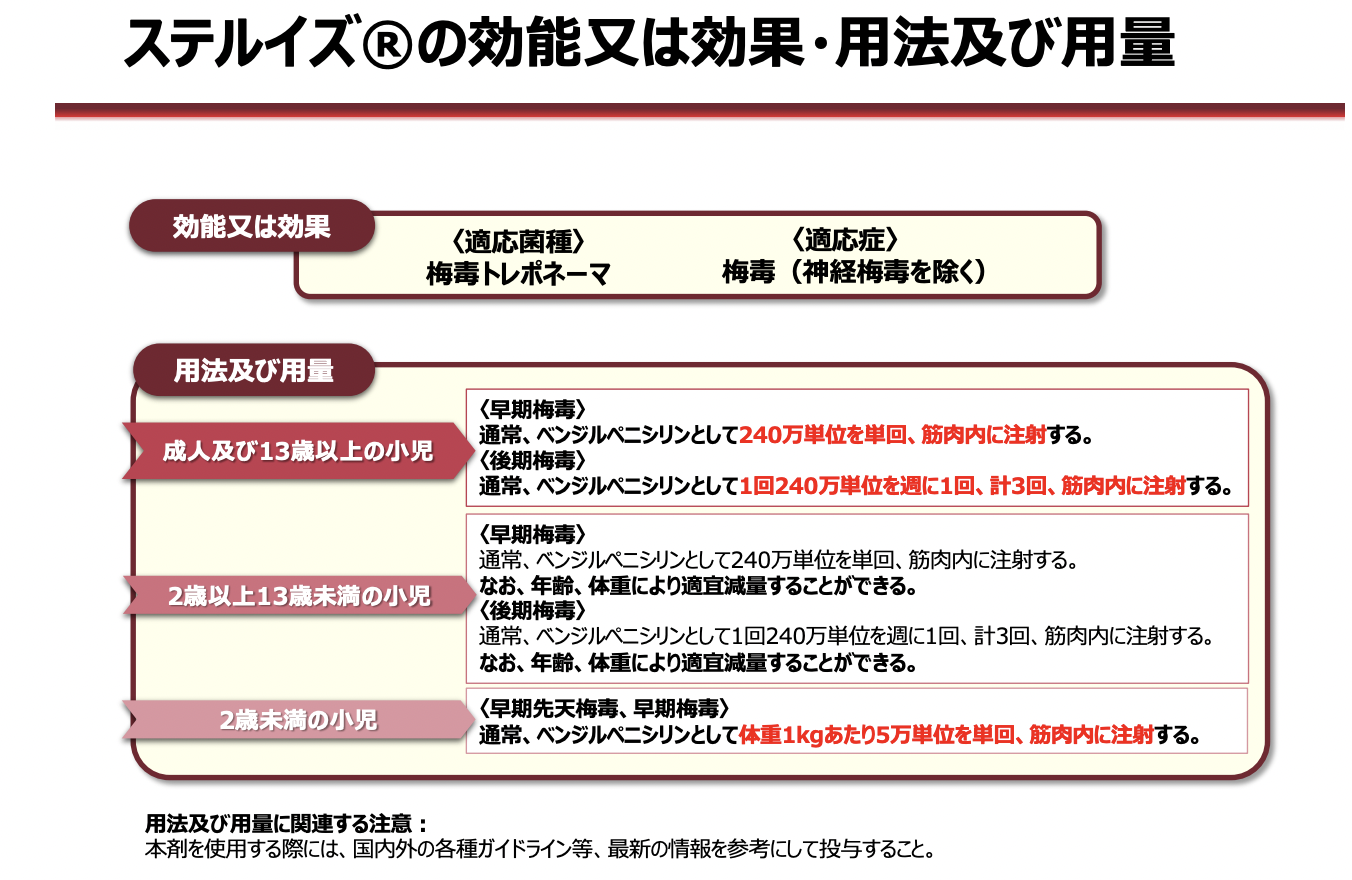 ステルイズ®の効能又は効果・用法及び用量
効能又は効果
〈適応菌種〉
梅毒トレポネーマ
〈適応症〉
梅毒（神経梅毒を除く）
用法及び用量
成人及び13歳以上の小児
〈早期梅毒〉
通常、ベンジルペニシリンとして240万単位を単回、筋肉内に注射する。
〈後期梅毒〉
通常、ベンジルペニシリンとして1回240万単位を週に1回、計3回、筋肉内に注射する。
2歳以上13歳未満の小児
〈早期梅毒〉
通常、ベンジルペニシリンとして240万単位を単回、筋肉内に注射する。
なお、年齢、体重により適宜減量することができる。
〈後期梅毒〉
通常、ベンジルペニシリンとして1回240万単位を週に1回、計3回、筋肉内に注射する。
なお、年齢、体重により適宜減量することができる。
2歳未満の小児
〈早期先天梅毒、早期梅毒〉
通常、ベンジルペニシリンとして体重1kgあたり5万単位を単回、筋肉内に注射する。
用法及び用量に関連する注意：
本剤を使用する際には、国内外の各種ガイドライン等、最新の情報を参考にして投与すること。